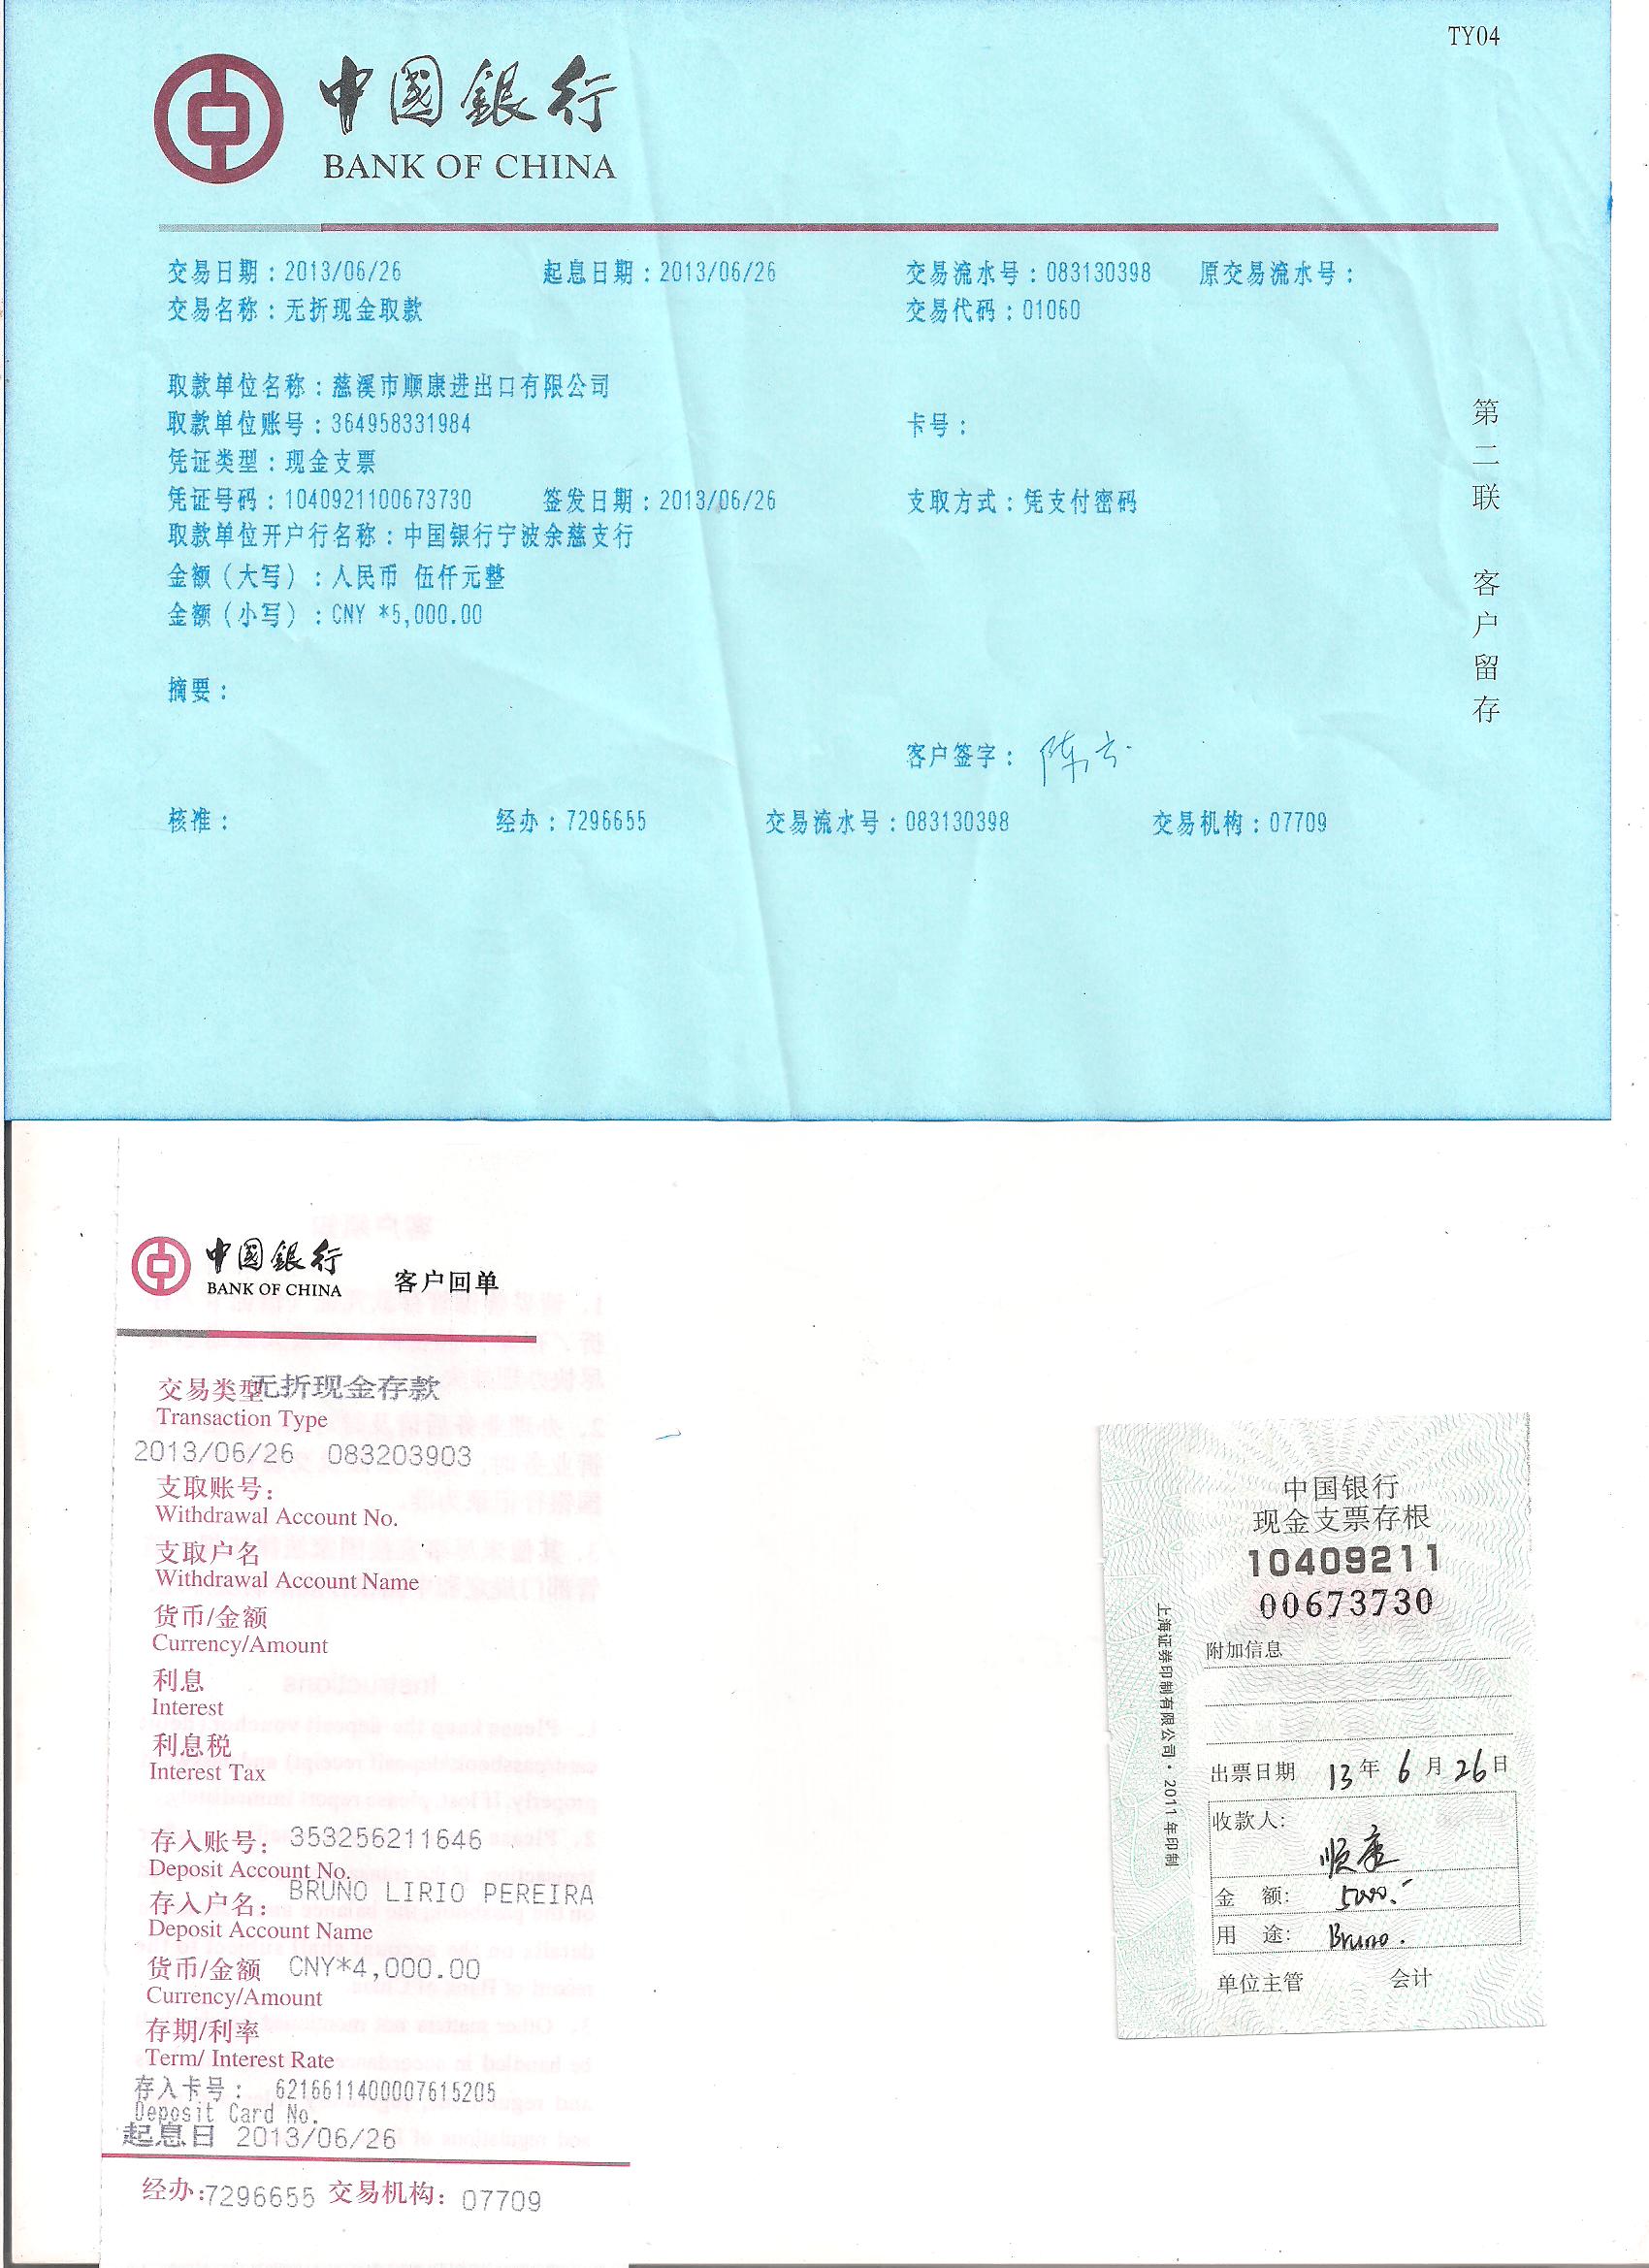 TY04
中國銀行
BANK OF CHINA
交易日期：2013/06/26 起息日期：2013/06/26 交易流水号：083130398 原交易流水号：
交易名称：无折现金取款 交易代码：01060
取款单位名称：慈溪市顺康进出口有限公司
取款单位账号：364958331984 卡号：
凭证类型：现金支票
凭证号码：1040921100673730 签发日期：2013/06/26 支取方式：凭支付密码
取款单位开户行名称：中国银行宁波余慈支行
金额（大写）：人民币 伍仟元整
金额（小写）：CNY *5,000.00
摘要：
客户签字：
核准： 经办：7296655 交易流水号：083130398 交易机构：07709
第二联 客户留存
中國銀行
BANK OF CHINA
客户回单
交易类型无折现金存款
Transaction Type
2013/06/26 083203903
支取账号：
Withdrawal Account No.
支取户名
Withdrawal Account Name
货币/金额
Currency/Amount
利息
Interest
利息税
Interest Tax
存入账号：353256211646
Deposit Account No.
存入户名：BRUNO LIRIO PEREIRA
Deposit Account Name
货币/金额 CNY*4,000.00
Currency/Amount
存期/利率
Term/ Interest Rate
存入卡号： 6216611400007615205
Deposit Card No.
起息日 2013/06/26
经办:7296655 交易机构：07709
中国银行
现金支票存根
10409211
00673730
附加信息
出票日期 13年 6月 26日
收款人：
顺康
金 额： 5000.-
用 途： Bruno.
单位主管 会计
上海证券印制有限公司·2011年印制